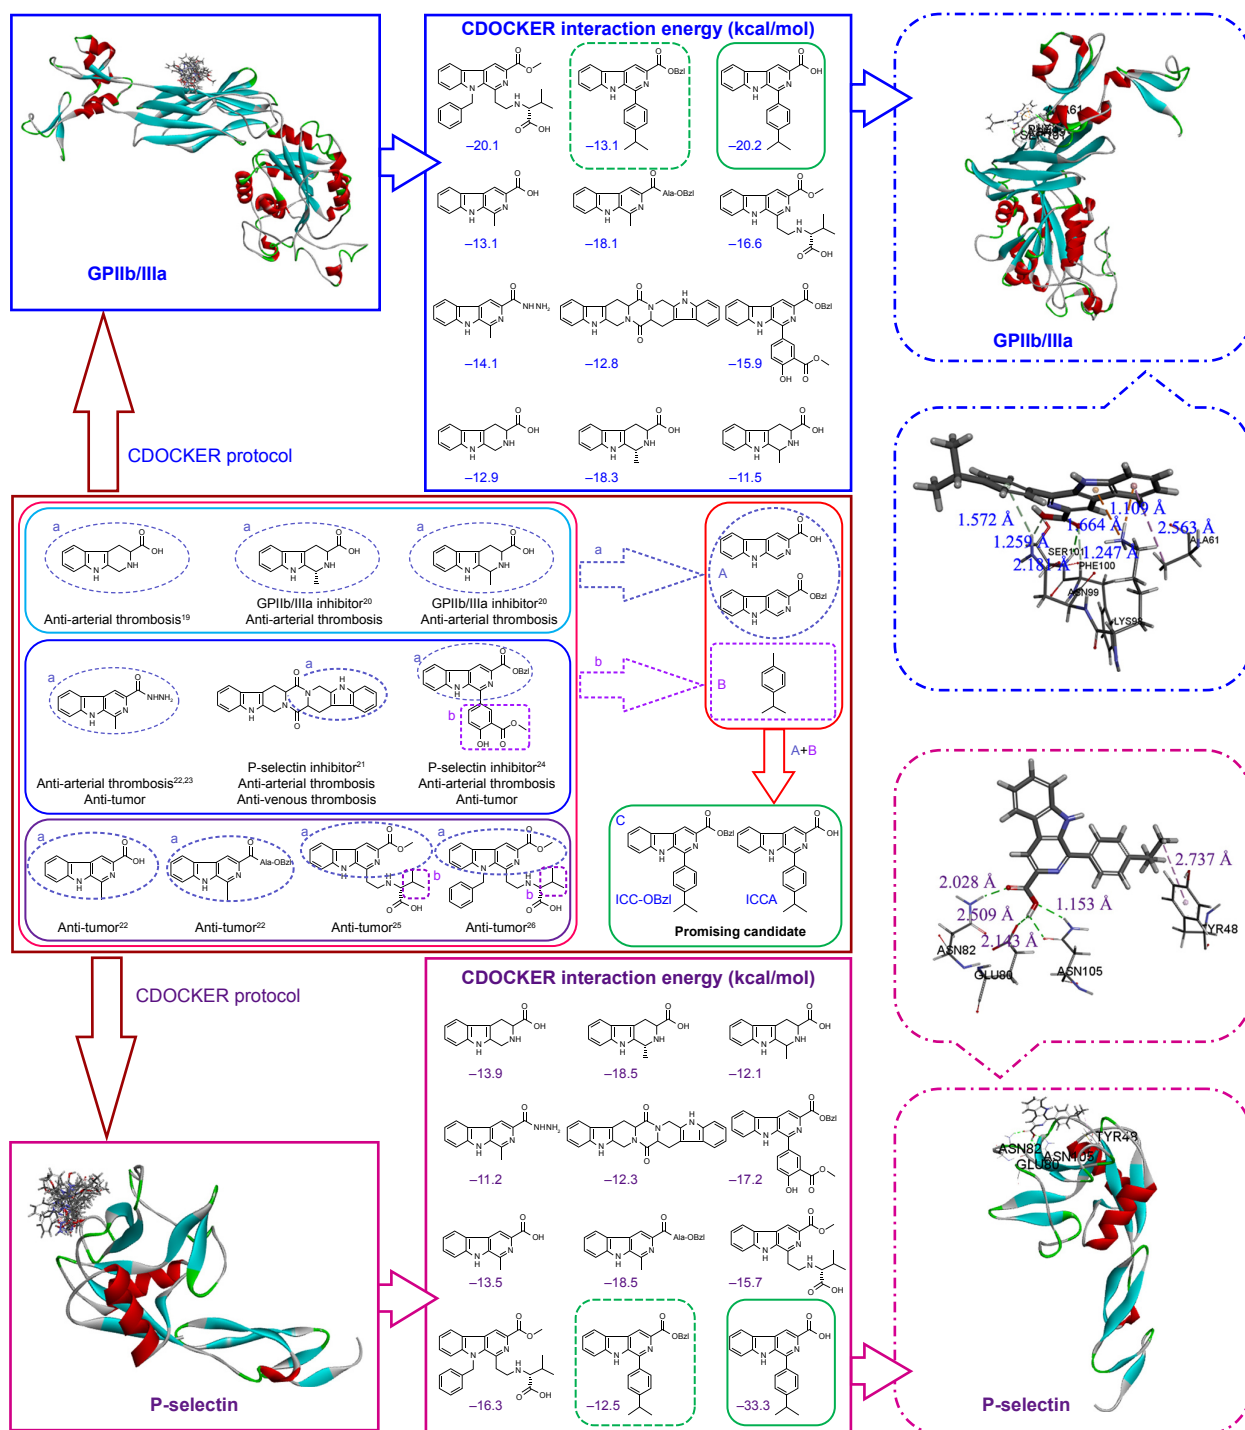 CDOCKER interaction energy (kcal/mol)
–20.1
–13.1
–20.2
–13.1
–18.1
–16.6
–14.1
–12.8
–15.9
–12.9
–18.3
–11.5
GPIIb/IIIa
GPIIb/IIIa
CDOCKER protocol
1.572 Å
1.259 Å
2.181 Å
1.664 Å
1.109 Å
1.247 Å
2.563 Å
SER101
PHE100
ASN99
LYS98
ALA61
a
a
a
Anti-arterial thrombosis19
GPIIb/IIIa inhibitor20
Anti-arterial thrombosis
GPIIb/IIIa inhibitor20
Anti-arterial thrombosis
a
A
a
a
a
b
Anti-arterial thrombosis22,23
Anti-tumor
P-selectin inhibitor21
Anti-arterial thrombosis
Anti-venous thrombosis
P-selectin inhibitor24
Anti-arterial thrombosis
Anti-tumor
b
B
A+B
a
a
a
a
b
b
Anti-tumor22
Anti-tumor22
Anti-tumor25
Anti-tumor26
C
ICC-OBzl
ICCA
Promising candidate
2.028 Å
2.509 Å
2.143 Å
1.153 Å
2.737 Å
ASN82
GLU80
ASN105
YR48
CDOCKER protocol
CDOCKER interaction energy (kcal/mol)
–13.9
–18.5
–12.1
–11.2
–12.3
–17.2
–13.5
–18.5
–15.7
–16.3
–12.5
–33.3
P-selectin
ASN82
GLU80
ASN105
TYR48
P-selectin